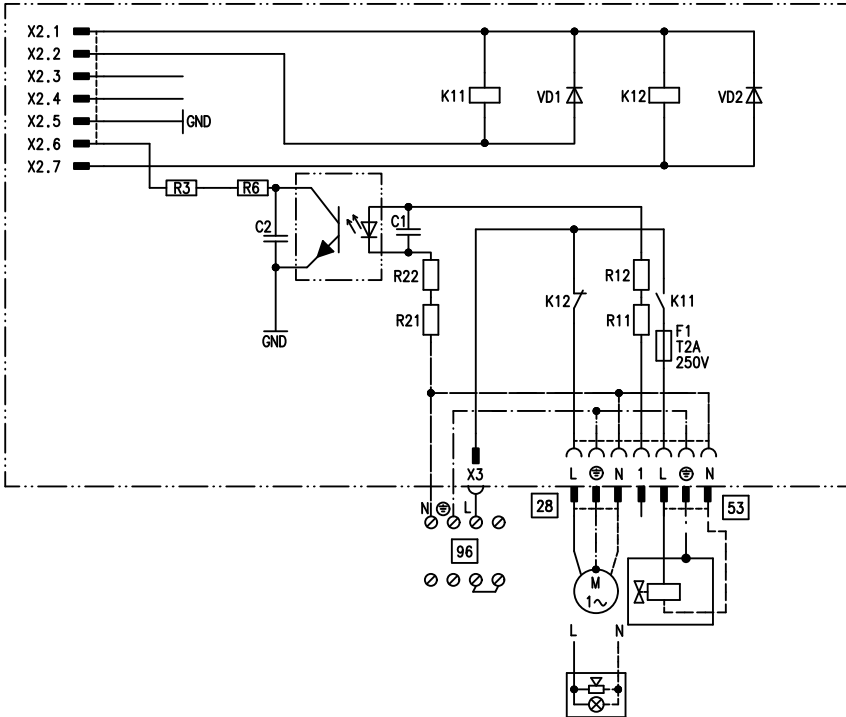 X2.1
X2.2
X2.3
X2.4
X2.5
X2.6
X2.7
GND
K11
VD1
K12
VD2
R3
R6
C2
C1
R22
R21
GND
K12
R12
R11
K11
F1
T2A
250V
X3
L
N
1
L
N
N
L
28
53
96
M
1~
L
N